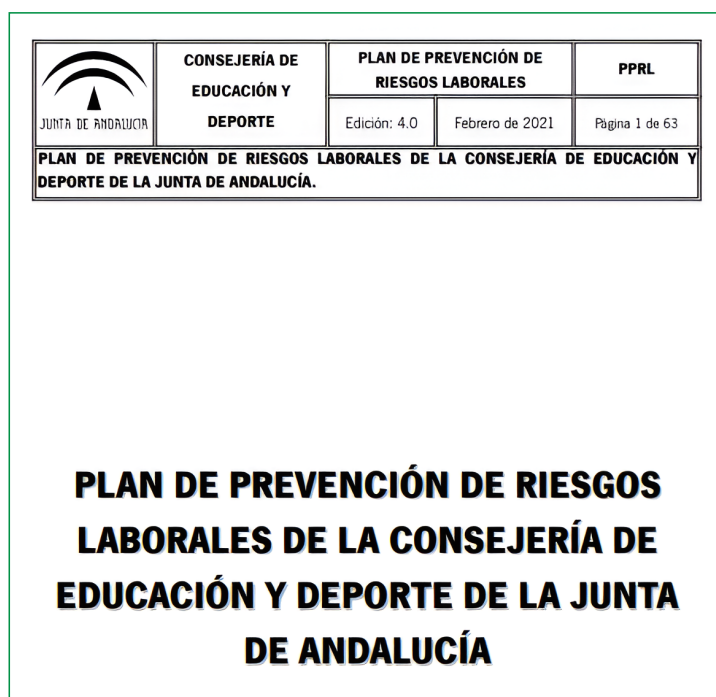 JUNTA DE ANDALUCIA
CONSEJERÍA DE
EDUCACIÓN Y
DEPORTE
PLAN DE PREVENCIÓN DE
RIESGOS LABORALES
PPRL
Edición: 4.0
Febrero de 2021
Página 1 de 63
PLAN DE PREVENCIÓN DE RIESGOS LABORALES DE LA CONSEJERÍA DE EDUCACIÓN Y
DEPORTE DE LA JUNTA DE ANDALUCÍA.
PLAN DE PREVENCIÓN DE RIESGOS
LABORALES DE LA CONSEJERÍA DE
EDUCACIÓN Y DEPORTE DE LA JUNTA
DE ANDALUCÍA